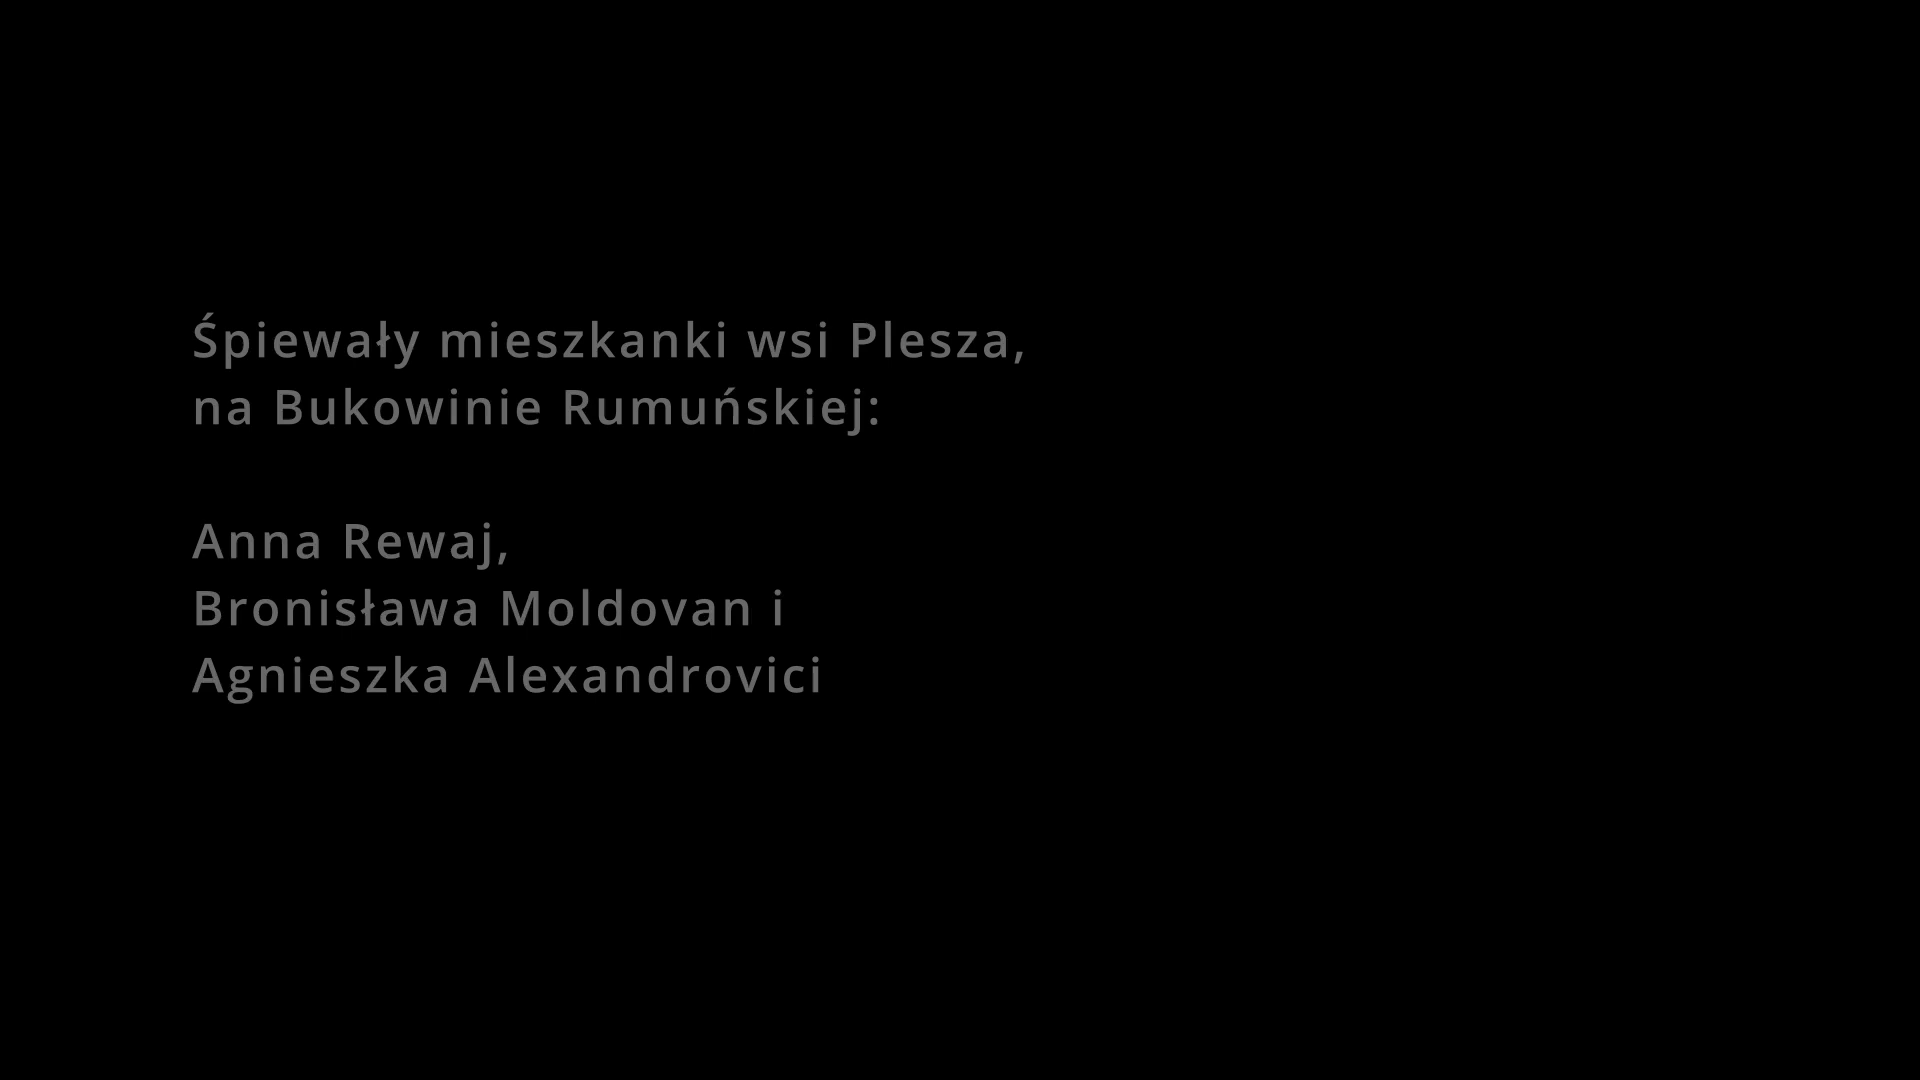 Śpiewały mieszkanki wsi Plesza,
na Bukowinie Rumuńskiej:
Anna Rewaj,
Bronisława Moldovan i
Agnieszka Alexandrovici